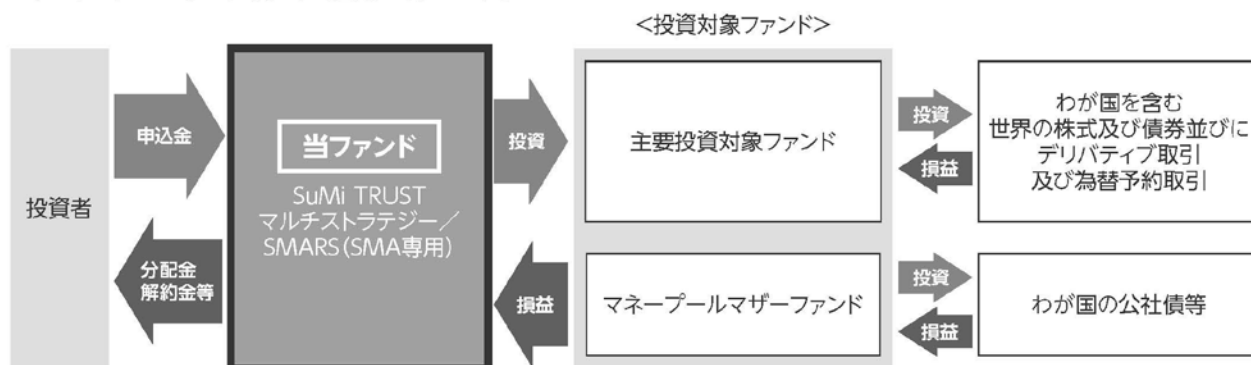 <投資対象ファンド>
投資者
申込金
分配金
解約金等
当ファンド
SuMi TRUST
マルチストラテジー／
SMARS(SMA専用)
投資
損益
主要投資対象ファンド
マネープールマザーファンド
投資
損益
わが国を含む
世界の株式及び債券並びに
デリバティブ取引
及び為替予約取引
投資
損益
わが国の公社債等